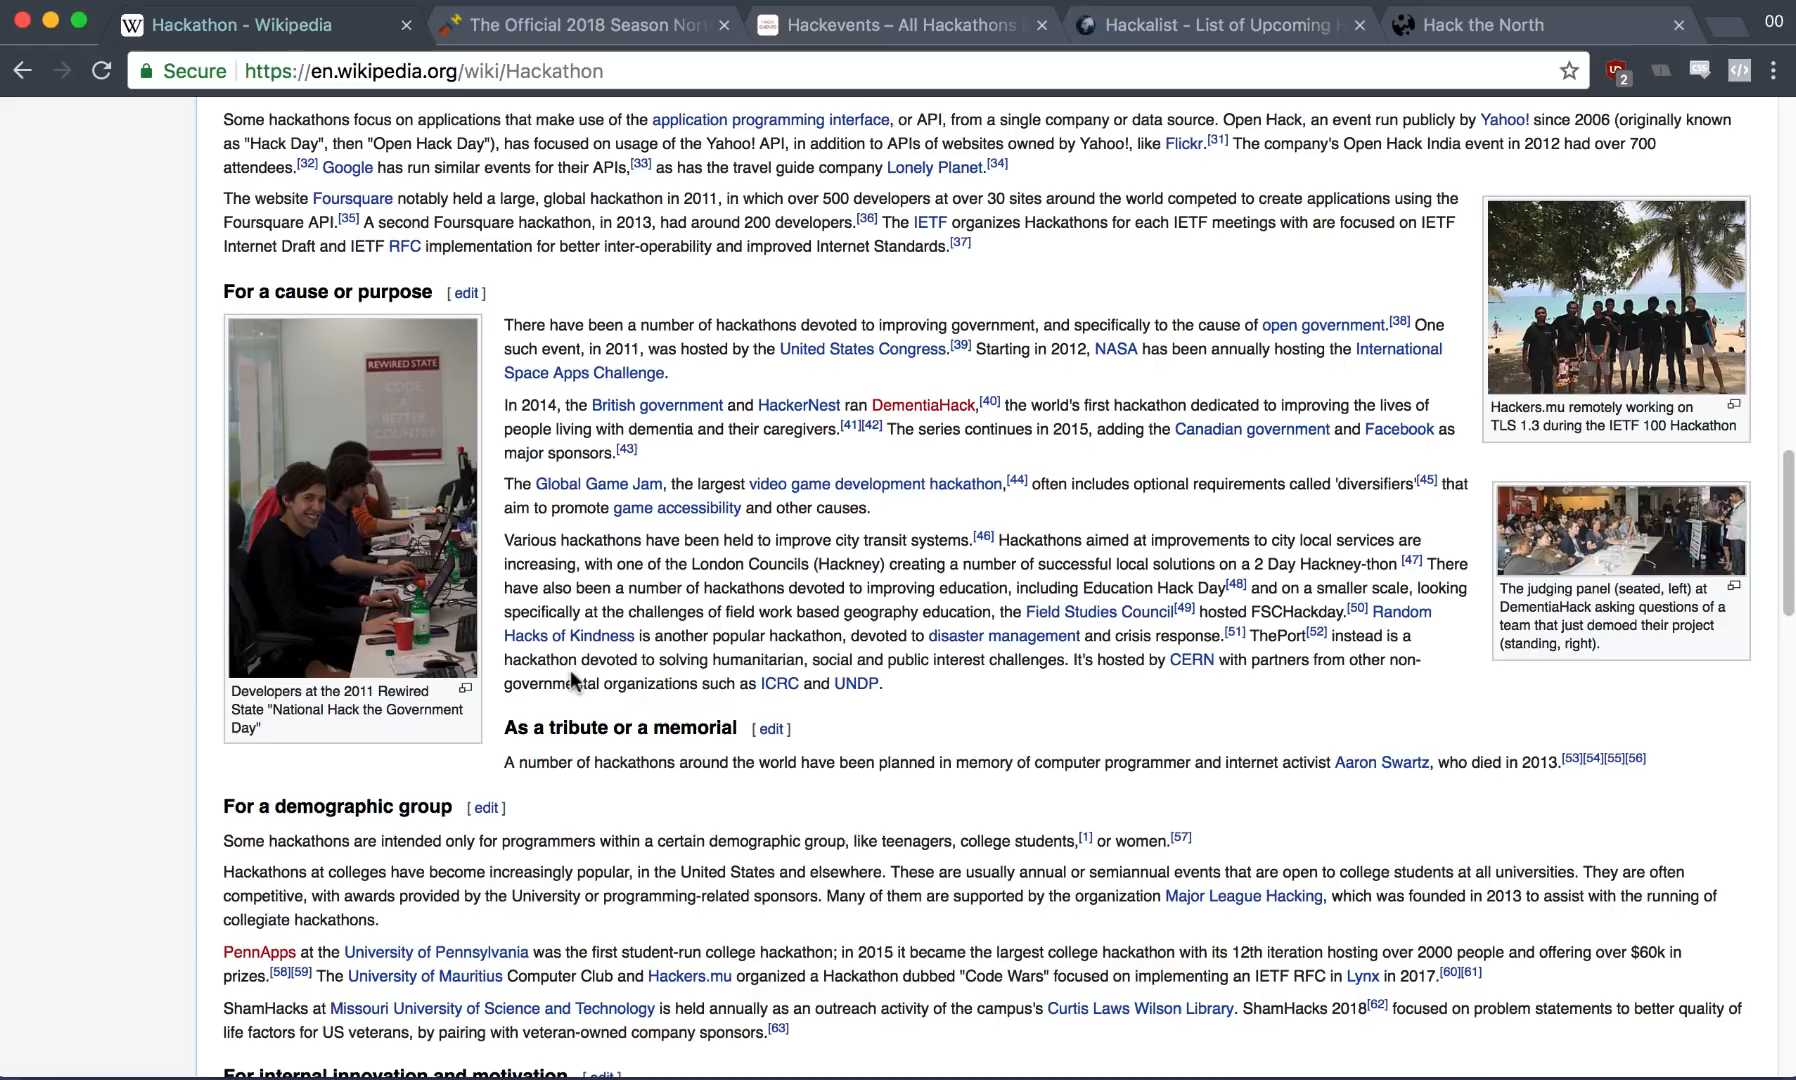 Hackathon - Wikipedia
The Official 2018 Season Nor
Hackevents – All Hackathons
Hackalist - List of Upcoming H
Hack the North
00
Secure
https://en.wikipedia.org/wiki/Hackathon
2
CSS
</>
Some hackathons focus on applications that make use of the application programming interface, or API, from a single company or data source. Open Hack, an event run publicly by Yahoo! since 2006 (originally known
as "Hack Day", then "Open Hack Day"), has focused on usage of the Yahoo! API, in addition to APIs of websites owned by Yahoo!, like Flickr.[31] The company's Open Hack India event in 2012 had over 700
attendees.[32] Google has run similar events for their APIs,[33] as has the travel guide company Lonely Planet.[34]
The website Foursquare notably held a large, global hackathon in 2011, in which over 500 developers at over 30 sites around the world competed to create applications using the
Foursquare API.[35] A second Foursquare hackathon, in 2013, had around 200 developers.[36] The IETF organizes Hackathons for each IETF meetings with are focused on IETF
Internet Draft and IETF RFC implementation for better inter-operability and improved Internet Standards.[37]
Hackers.mu remotely working on
TLS 1.3 during the IETF 100 Hackathon
For a cause or purpose [ edit ]
REWIRED STATE
CODE
A
BETTER
COUNTRY
Developers at the 2011 Rewired
State "National Hack the Government
Day"
There have been a number of hackathons devoted to improving government, and specifically to the cause of open government.[38] One
such event, in 2011, was hosted by the United States Congress.[39] Starting in 2012, NASA has been annually hosting the International
Space Apps Challenge.
In 2014, the British government and HackerNest ran DementiaHack,[40] the world's first hackathon dedicated to improving the lives of
people living with dementia and their caregivers.[41][42] The series continues in 2015, adding the Canadian government and Facebook as
major sponsors.[43]
The Global Game Jam, the largest video game development hackathon,[44] often includes optional requirements called 'diversifiers'[45] that
aim to promote game accessibility and other causes.
Various hackathons have been held to improve city transit systems.[46] Hackathons aimed at improvements to city local services are
increasing, with one of the London Councils (Hackney) creating a number of successful local solutions on a 2 Day Hackney-thon [47] There
have also been a number of hackathons devoted to improving education, including Education Hack Day[48] and on a smaller scale, looking
specifically at the challenges of field work based geography education, the Field Studies Council[49] hosted FSCHackday.[50] Random
Hacks of Kindness is another popular hackathon, devoted to disaster management and crisis response.[51] ThePort[52] instead is a
hackathon devoted to solving humanitarian, social and public interest challenges. It's hosted by CERN with partners from other non-
governmental organizations such as ICRC and UNDP.
The judging panel (seated, left) at
DementiaHack asking questions of a
team that just demoed their project
(standing, right).
As a tribute or a memorial [ edit ]
A number of hackathons around the world have been planned in memory of computer programmer and internet activist Aaron Swartz, who died in 2013.[53][54][55][56]
For a demographic group [ edit ]
Some hackathons are intended only for programmers within a certain demographic group, like teenagers, college students,[1] or women.[57]
Hackathons at colleges have become increasingly popular, in the United States and elsewhere. These are usually annual or semiannual events that are open to college students at all universities. They are often
competitive, with awards provided by the University or programming-related sponsors. Many of them are supported by the organization Major League Hacking, which was founded in 2013 to assist with the running of
collegiate hackathons.
PennApps at the University of Pennsylvania was the first student-run college hackathon; in 2015 it became the largest college hackathon with its 12th iteration hosting over 2000 people and offering over $60k in
prizes.[58][59] The University of Mauritius Computer Club and Hackers.mu organized a Hackathon dubbed "Code Wars" focused on implementing an IETF RFC in Lynx in 2017.[60][61]
ShamHacks at Missouri University of Science and Technology is held annually as an outreach activity of the campus's Curtis Laws Wilson Library. ShamHacks 2018[62] focused on problem statements to better quality of
life factors for US veterans, by pairing with veteran-owned company sponsors.[63]
For internal innovation and motivation [ edit ]